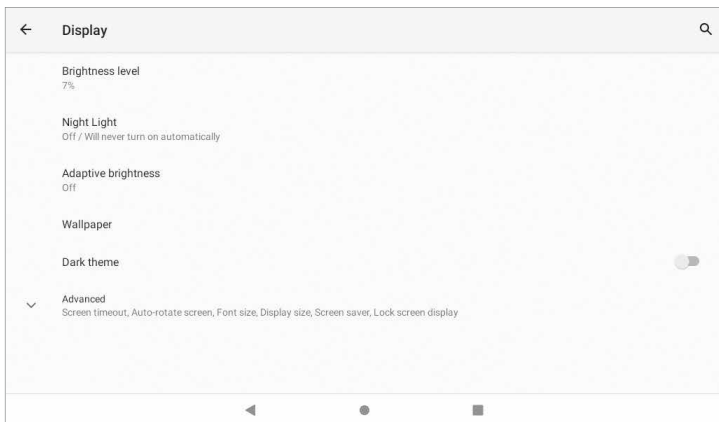 Display
Brightness level
7%
Night Light
Off / Will never turn on automatically
Adaptive brightness
Off
Wallpaper
Dark theme
Advanced
Screen timeout, Auto-rotate screen, Font size, Display size, Screen saver, Lock screen display